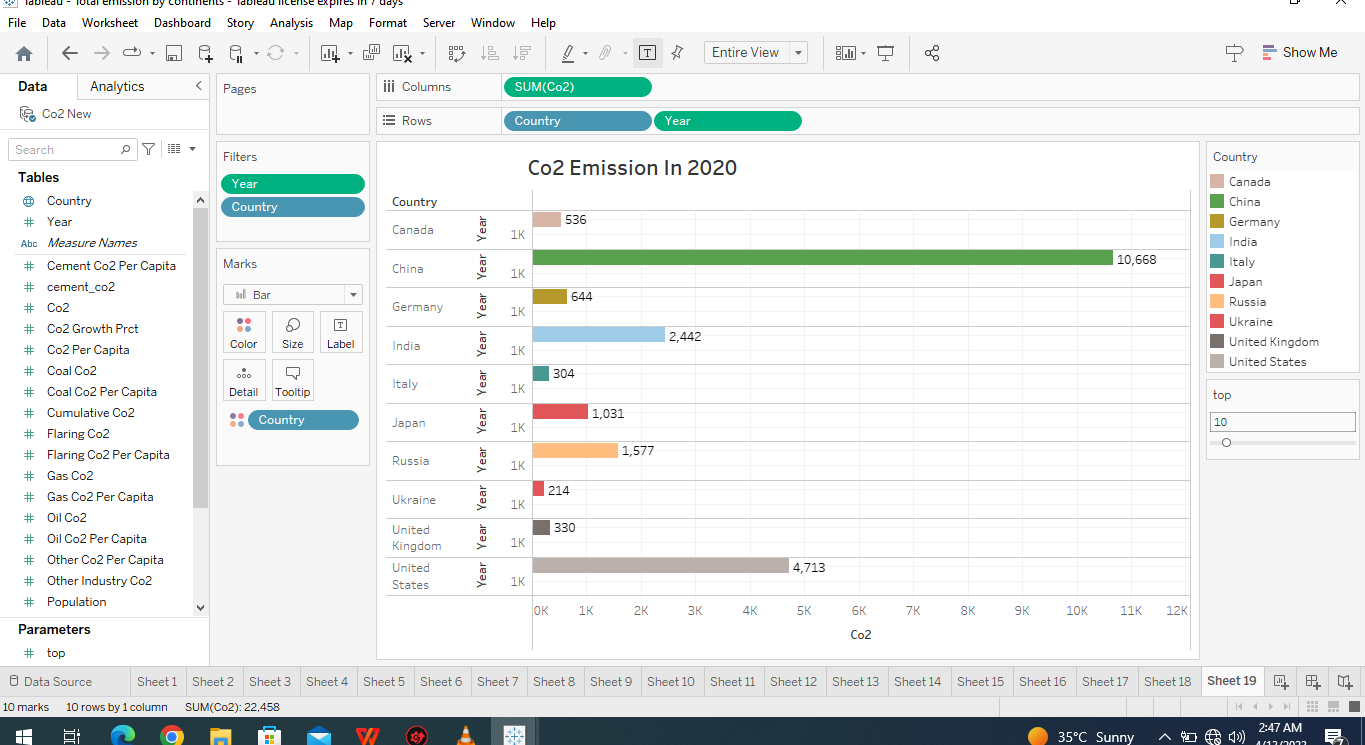 Tableau - Total emission by continents - Tableau license expires in 7 days
File Data Worksheet Dashboard Story Analysis Map Format Server Window Help
Entire View
Show Me
Data Analytics
Co2 New
Search
Tables
Country
Year
Abc Measure Names
Cement Co2 Per Capita
cement_co2
Co2
Co2 Growth Prct
Co2 Per Capita
Coal Co2
Coal Co2 Per Capita
Cumulative Co2
Flaring Co2
Flaring Co2 Per Capita
Gas Co2
Gas Co2 Per Capita
Oil Co2
Oil Co2 Per Capita
Other Co2 Per Capita
Other Industry Co2
Population
Parameters
top
Pages
Filters
Year
Country
Marks
Bar
Color Size Label
Detail Tooltip
Country
Columns SUM(Co2)
Rows Country Year
Co2 Emission In 2020
Country
Canada Year 1K 536
China Year 1K 10,668
Germany Year 1K 644
India Year 1K 2,442
Italy Year 1K 304
Japan Year 1K 1,031
Russia Year 1K 1,577
Ukraine Year 1K 214
United
Kingdom Year 1K 330
United
States Year 1K 4,713
0K 1K 2K 3K 4K 5K 6K 7K 8K 9K 10K 11K 12K
Co2
Country
Canada
China
Germany
India
Italy
Japan
Russia
Ukraine
United Kingdom
United States
top
10
Data Source Sheet 1 Sheet 2 Sheet 3 Sheet 4 Sheet 5 Sheet 6 Sheet 7 Sheet 8 Sheet 9 Sheet 10 Sheet 11 Sheet 12 Sheet 13 Sheet 14 Sheet 15 Sheet 16 Sheet 17 Sheet 18 Sheet 19
10 marks 10 rows by 1 column SUM(Co2): 22,458
35°C Sunny
2:47 AM